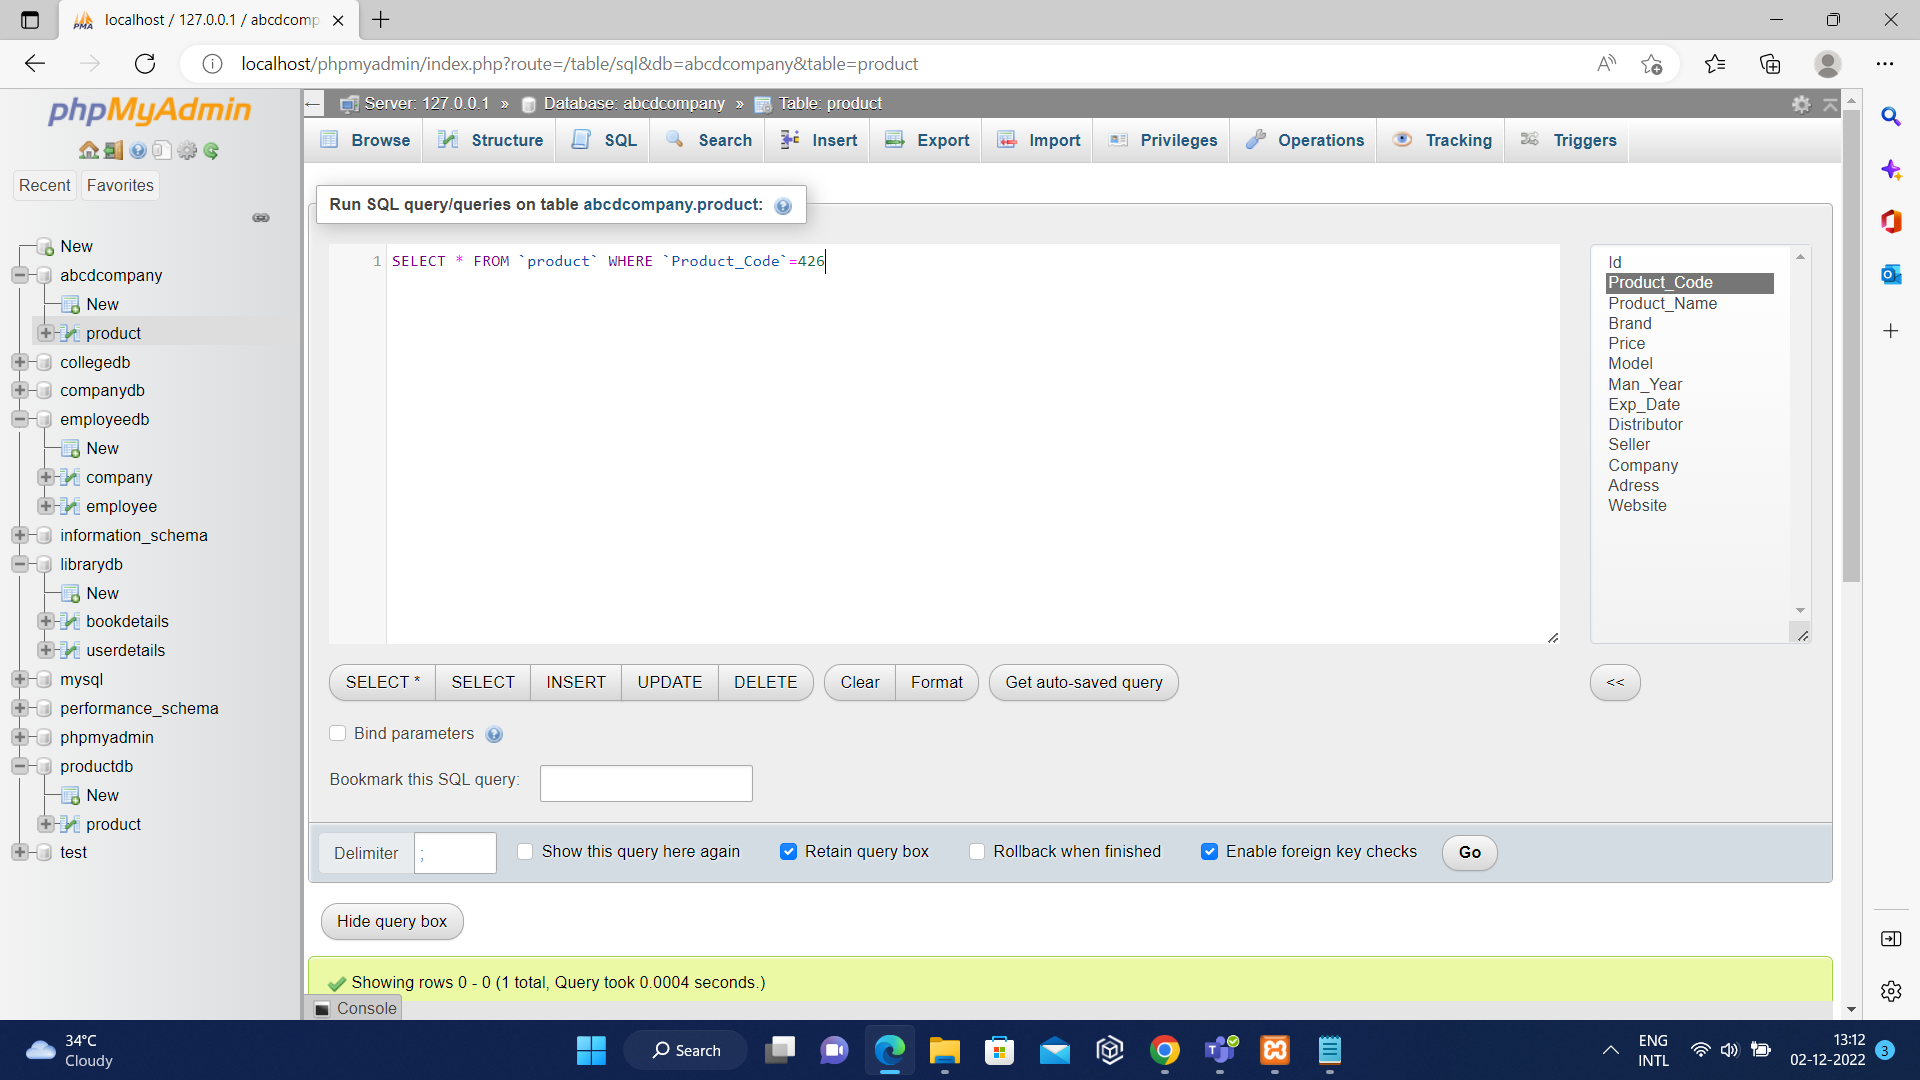 PMA localhost / 127.0.0.1 / abcdcomp
localhost/phpmyadmin/index.php?route=/table/sql&db=abcdcompany&table=product
phpMyAdmin
Recent Favorites
New
abcdcompany
New
product
collegedb
companydb
employeedb
New
company
employee
information_schema
librarydb
New
bookdetails
userdetails
mysql
performance_schema
phpmyadmin
productdb
New
product
test
Server: 127.0.0.1 » Database: abcdcompany » Table: product
Browse Structure SQL Search Insert Export Import Privileges Operations Tracking Triggers
Run SQL query/queries on table abcdcompany.product:
1 SELECT * FROM `product` WHERE `Product_Code`=426
Id
Product_Code
Product_Name
Brand
Price
Model
Man_Year
Exp_Date
Distributor
Seller
Company
Adress
Website
SELECT * SELECT INSERT UPDATE DELETE Clear Format Get auto-saved query <<
Bind parameters
Bookmark this SQL query:
Delimiter ; Show this query here again Retain query box Rollback when finished Enable foreign key checks Go
Hide query box
Showing rows 0 - 0 (1 total, Query took 0.0004 seconds.)
Console
34°C
Cloudy
Search
ENG
INTL
13:12
02-12-2022
3